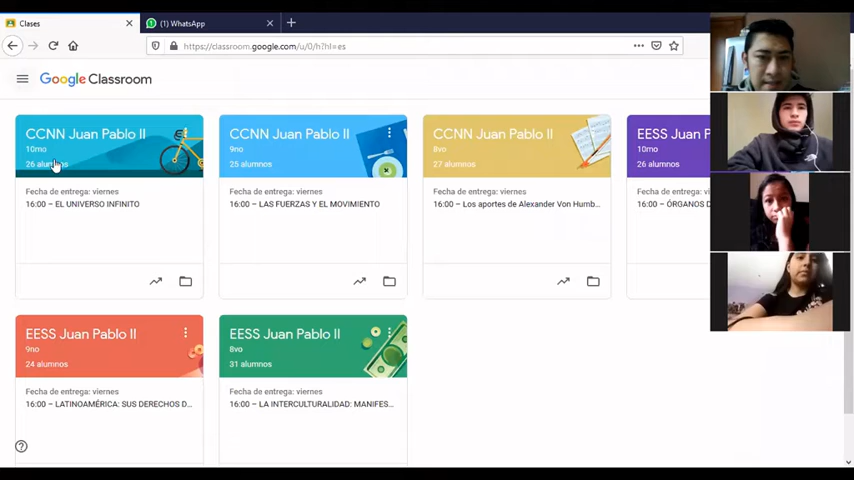 Clases
(1) WhatsApp
https://classroom.google.com/u/0/h?hl=es
Google Classroom
CCNN Juan Pablo II
10mo
26 alumnos
Fecha de entrega: viernes
16:00 – EL UNIVERSO INFINITO
CCNN Juan Pablo II
9no
25 alumnos
Fecha de entrega: viernes
16:00 – LAS FUERZAS Y EL MOVIMIENTO
CCNN Juan Pablo II
8vo
27 alumnos
Fecha de entrega: viernes
16:00 – Los aportes de Alexander Von Humb...
EESS Juan P
10mo
26 alumnos
Fecha de entrega: vi
16:00 – ÓRGANOS D
EESS Juan Pablo II
9no
24 alumnos
Fecha de entrega: viernes
16:00 – LATINOAMÉRICA: SUS DERECHOS D...
EESS Juan Pablo II
8vo
31 alumnos
Fecha de entrega: viernes
16:00 – LA INTERCULTURALIDAD: MANIFES...